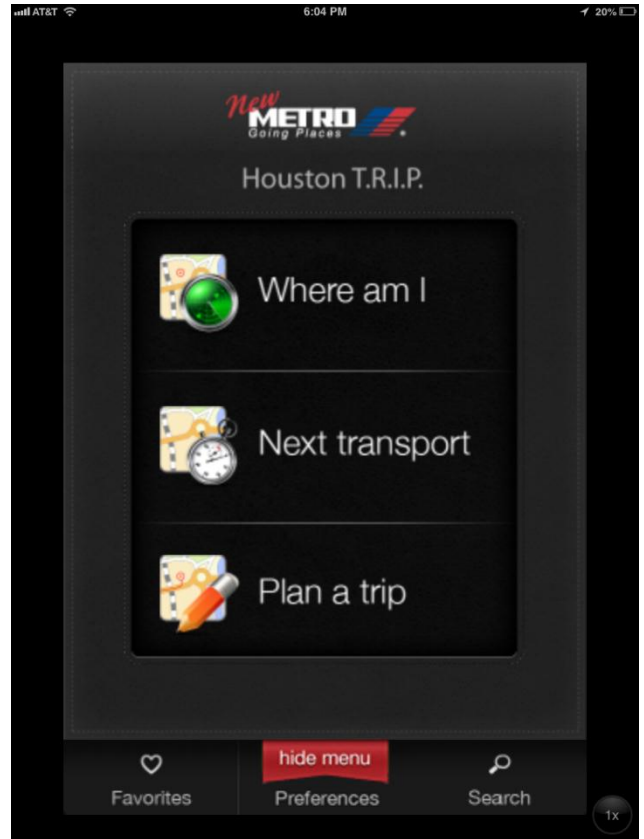 AT&T 6:04 PM 20%
New
METRO
Going Places
Houston T.R.I.P.
Where am I
Next transport
Plan a trip
hide menu
Favorites Preferences Search
1x